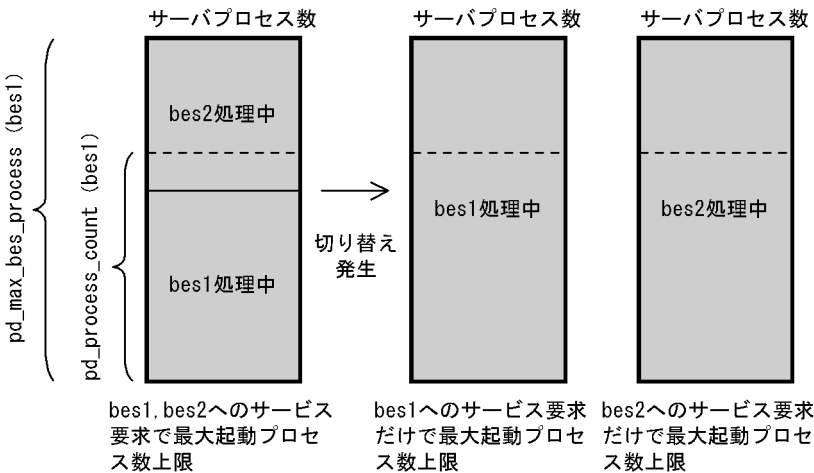 サーバプロセス数
サーバプロセス数
サーバプロセス数
pd_max_bes_process (bes1)
pd_process_count (bes1)
bes2処理中
bes1処理中
切り替え
発生
bes1処理中
bes2処理中
bes1,bes2へのサービス
要求で最大起動プロセ
ス数上限
bes1へのサービス要求
だけで最大起動プロセ
ス数上限
bes2へのサービス要求
だけで最大起動プロセ
ス数上限